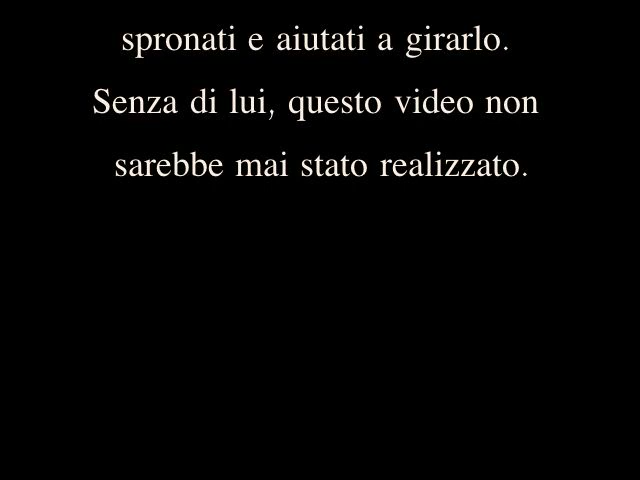 spronati e aiutati a girarlo.
Senza di lui, questo video non
sarebbe mai stato realizzato.